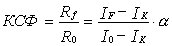 КСФ = R_f / R_0 = (I_F − I_K) / (I_0 − I_K) · α